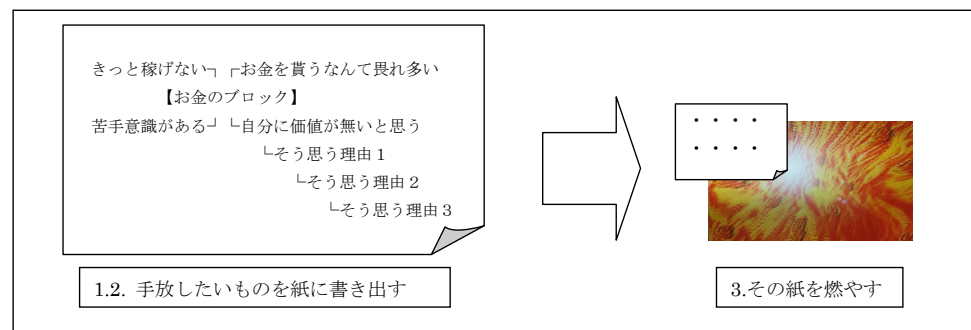 きっと稼げない┐ ┌お金を貰うなんて畏れ多い
【お金のブロック】
苦手意識がある┘ └自分に価値が無いと思う
└そう思う理由１
└そう思う理由２
└そう思う理由３
・・・・
・・・・
1.2. 手放したいものを紙に書き出す
3.その紙を燃やす